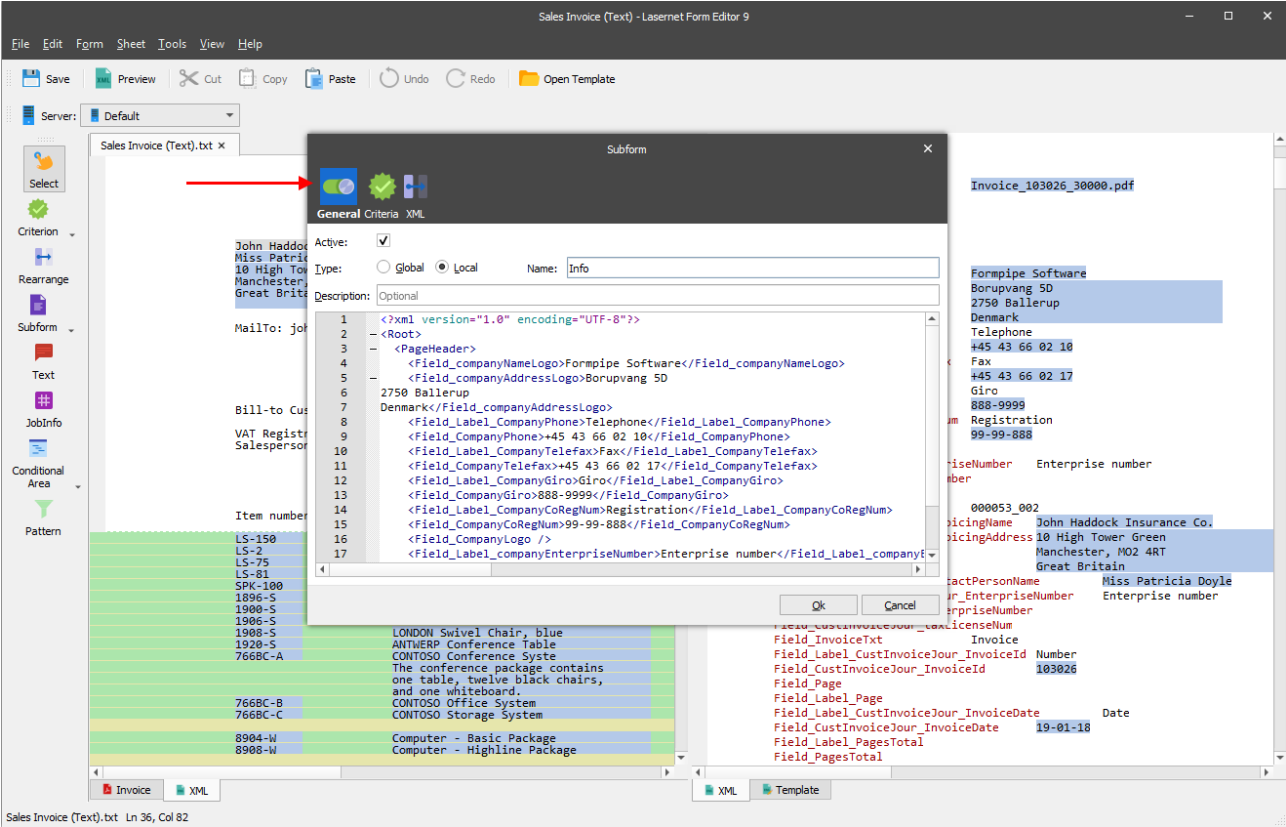 Sales Invoice (Text) - Lasernet Form Editor 9
File Edit Form Sheet Tools View Help
Save Preview Cut Copy Paste Undo Redo Open Template
Server: Default
Sales Invoice (Text).txt
Select
Criterion
Rearrange
Subform
Text
JobInfo
Conditional
Area
Pattern
John Haddo
Miss Patri
10 High Tow
Manchester,
Great Brita
MailTo: joh
Bill-to Cus
VAT Registr
Salesperson
Item number
LS-150
LS-2
LS-75
LS-81
SPK-100
1896-S
1900-S
1906-S
1908-S LONDON Swivel Chair, blue
1920-S ANTWERP Conference Table
766BC-A CONTOSO Conference Syste
The conference package contains
one table, twelve black chairs,
and one whiteboard.
766BC-B CONTOSO Office System
766BC-C CONTOSO Storage System
8904-W Computer - Basic Package
8908-W Computer - Highline Package
Invoice XML
Subform
General Criteria XML
Active:
Type: Global Local Name: Info
Description: Optional
1 <?xml version="1.0" encoding="UTF-8"?>
2 <Root>
3 <PageHeader>
4 <Field_companyNameLogo>Formpipe Software</Field_companyNameLogo>
5 <Field_companyAddressLogo>Borupvang 5D
6 2750 Ballerup
7 Denmark</Field_companyAddressLogo>
8 <Field_Label_CompanyPhone>Telephone</Field_Label_CompanyPhone>
9 <Field_CompanyPhone>+45 43 66 02 10</Field_CompanyPhone>
10 <Field_Label_CompanyTelefax>Fax</Field_Label_CompanyTelefax>
11 <Field_CompanyTelefax>+45 43 66 02 17</Field_CompanyTelefax>
12 <Field_Label_CompanyGiro>Giro</Field_Label_CompanyGiro>
13 <Field_CompanyGiro>888-9999</Field_CompanyGiro>
14 <Field_Label_CompanyCoRegNum>Registration</Field_Label_CompanyCoRegNum>
15 <Field_CompanyCoRegNum>99-99-888</Field_CompanyCoRegNum>
16 <Field_CompanyLogo />
17 <Field_Label_companyEnterpriseNumber>Enterprise number</Field_Label_companyE
Ok Cancel
Invoice_103026_30000.pdf
Formpipe Software
Borupvang 5D
2750 Ballerup
Denmark
Telephone
+45 43 66 02 10
Fax
+45 43 66 02 17
Giro
888-9999
um Registration
99-99-888
riseNumber Enterprise number
mber
000053_002
oicingName John Haddock Insurance Co.
oicingAddress 10 High Tower Green
Manchester, MO2 4RT
Great Britain
tactPersonName Miss Patricia Doyle
ur_EnterpriseNumber Enterprise number
erpriseNumber
Field_CustInvoiceJour_taxLicenseNum
Field_InvoiceTxt Invoice
Field_Label_CustInvoiceJour_InvoiceId Number
Field_CustInvoiceJour_InvoiceId 103026
Field_Page
Field_Label_Page
Field_Label_CustInvoiceJour_InvoiceDate Date
Field_CustInvoiceJour_InvoiceDate 19-01-18
Field_Label_PagesTotal
Field_PagesTotal
XML Template
Sales Invoice (Text).txt Ln 36, Col 82